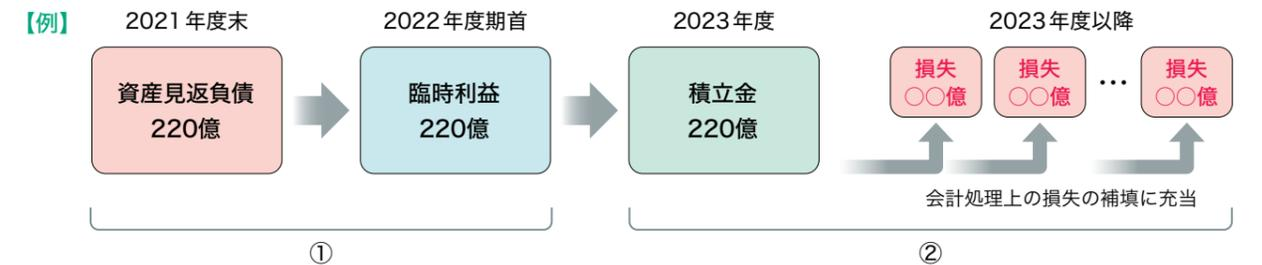 【例】
2021年度末
2022年度期首
2023年度
2023年度以降
資産見返負債
220億
臨時利益
220億
積立金
220億
損失
○○億
損失
○○億
…
損失
○○億
会計処理上の損失の補填に充当
①
②